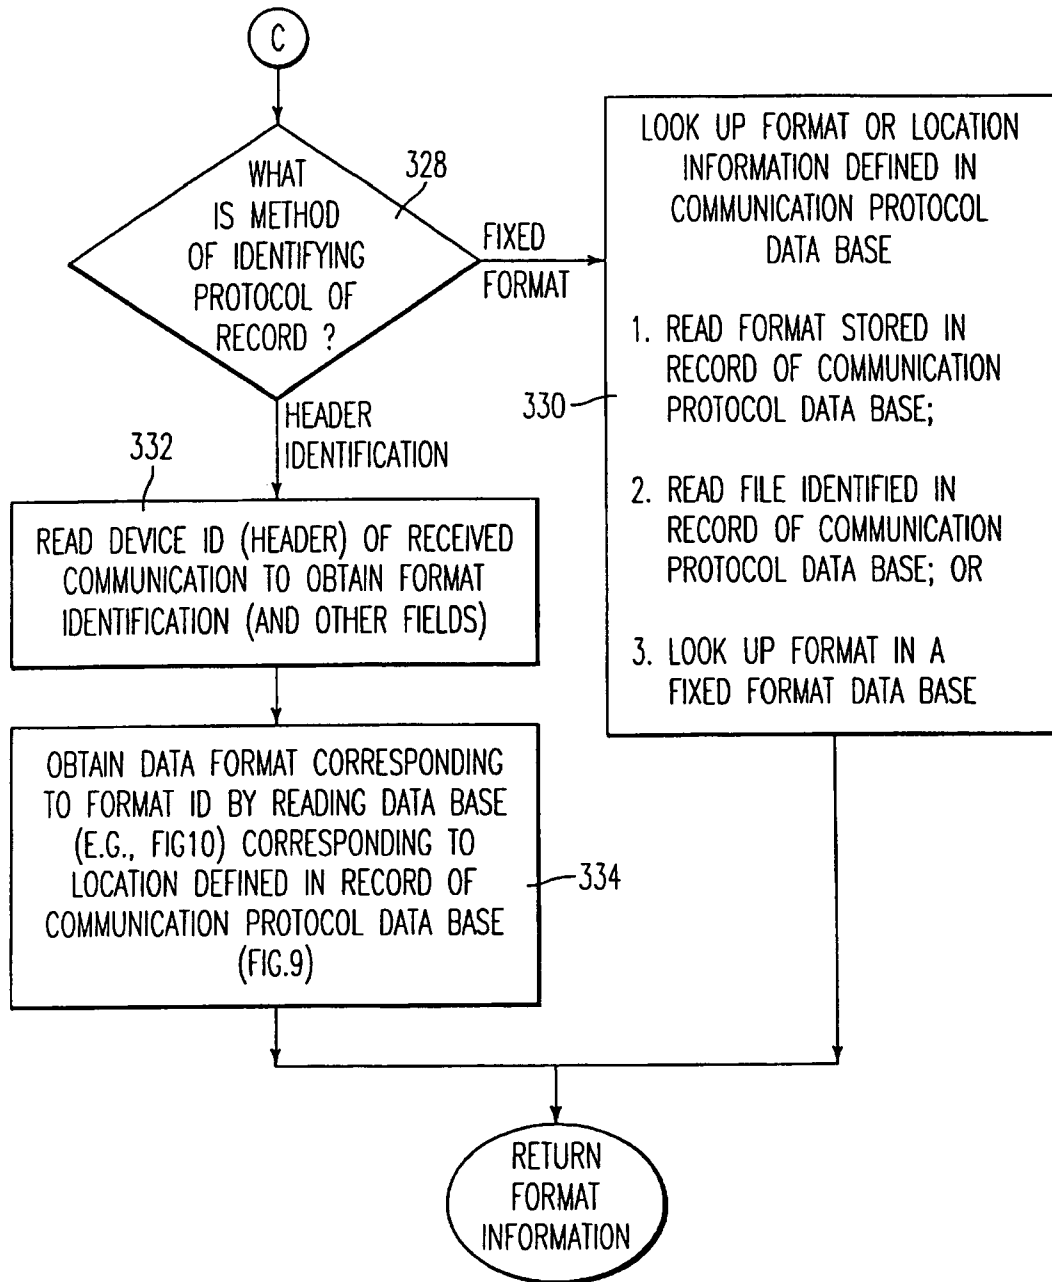 C
WHAT
IS METHOD
OF IDENTIFYING
PROTOCOL OF
RECORD ?
328
FIXED
FORMAT
LOOK UP FORMAT OR LOCATION
INFORMATION DEFINED IN
COMMUNICATION PROTOCOL
DATA BASE
1. READ FORMAT STORED IN
RECORD OF COMMUNICATION
PROTOCOL DATA BASE;
2. READ FILE IDENTIFIED IN
RECORD OF COMMUNICATION
PROTOCOL DATA BASE; OR
3. LOOK UP FORMAT IN A
FIXED FORMAT DATA BASE
330
HEADER
IDENTIFICATION
332
READ DEVICE ID (HEADER) OF RECEIVED
COMMUNICATION TO OBTAIN FORMAT
IDENTIFICATION (AND OTHER FIELDS)
OBTAIN DATA FORMAT CORRESPONDING
TO FORMAT ID BY READING DATA BASE
(E.G., FIG10) CORRESPONDING TO
LOCATION DEFINED IN RECORD OF
COMMUNICATION PROTOCOL DATA BASE
(FIG.9)
334
RETURN
FORMAT
INFORMATION